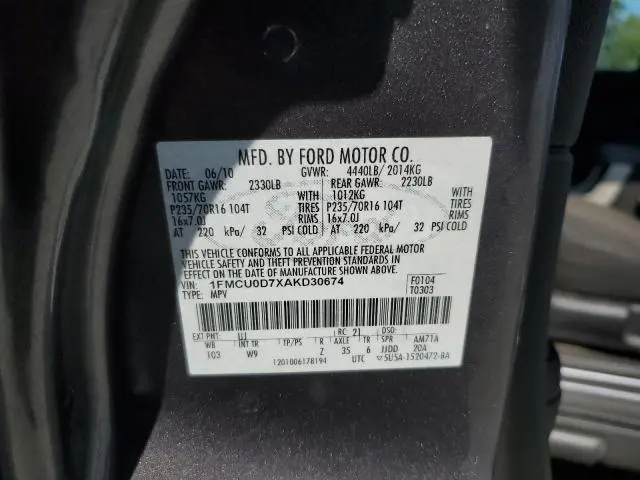 MFD. BY FORD MOTOR CO.
DATE: 06/10 GVWR: 4440LB/ 2014KG
FRONT GAWR: 2330LB REAR GAWR: 2230LB
1057KG WITH 1012KG WITH
P235/70R16 104T TIRES P235/70R16 104T TIRES
16x7.0J RIMS 16x7.0J RIMS
AT 220 kPa/ 32 PSI COLD AT 220 kPa/ 32 PSI COLD
THIS VEHICLE CONFORMS TO ALL APPLICABLE FEDERAL MOTOR
VEHICLE SAFETY AND THEFT PREVENTION STANDARDS IN
EFFECT ON THE DATE OF MANUFACTURE SHOWN ABOVE.
VIN: 1FMCU0D7XAKD30674 F0104
TYPE: MPV T0303
EXT PNT: UJ RC: 21 DSO:
WB INT TR TP/PS R AXLE TR SPR AM71A
103 W9 Z 3S 6 JJDD 20A
1201006178194 UTC 5U5A-1520472-BA